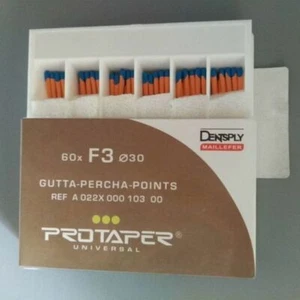 60x F3 Ø30
DENTSPLY
MAILLEFER
GUTTA-PERCHA-POINTS
REF A 022X 000 103 00
PROTAPER®
UNIVERSAL